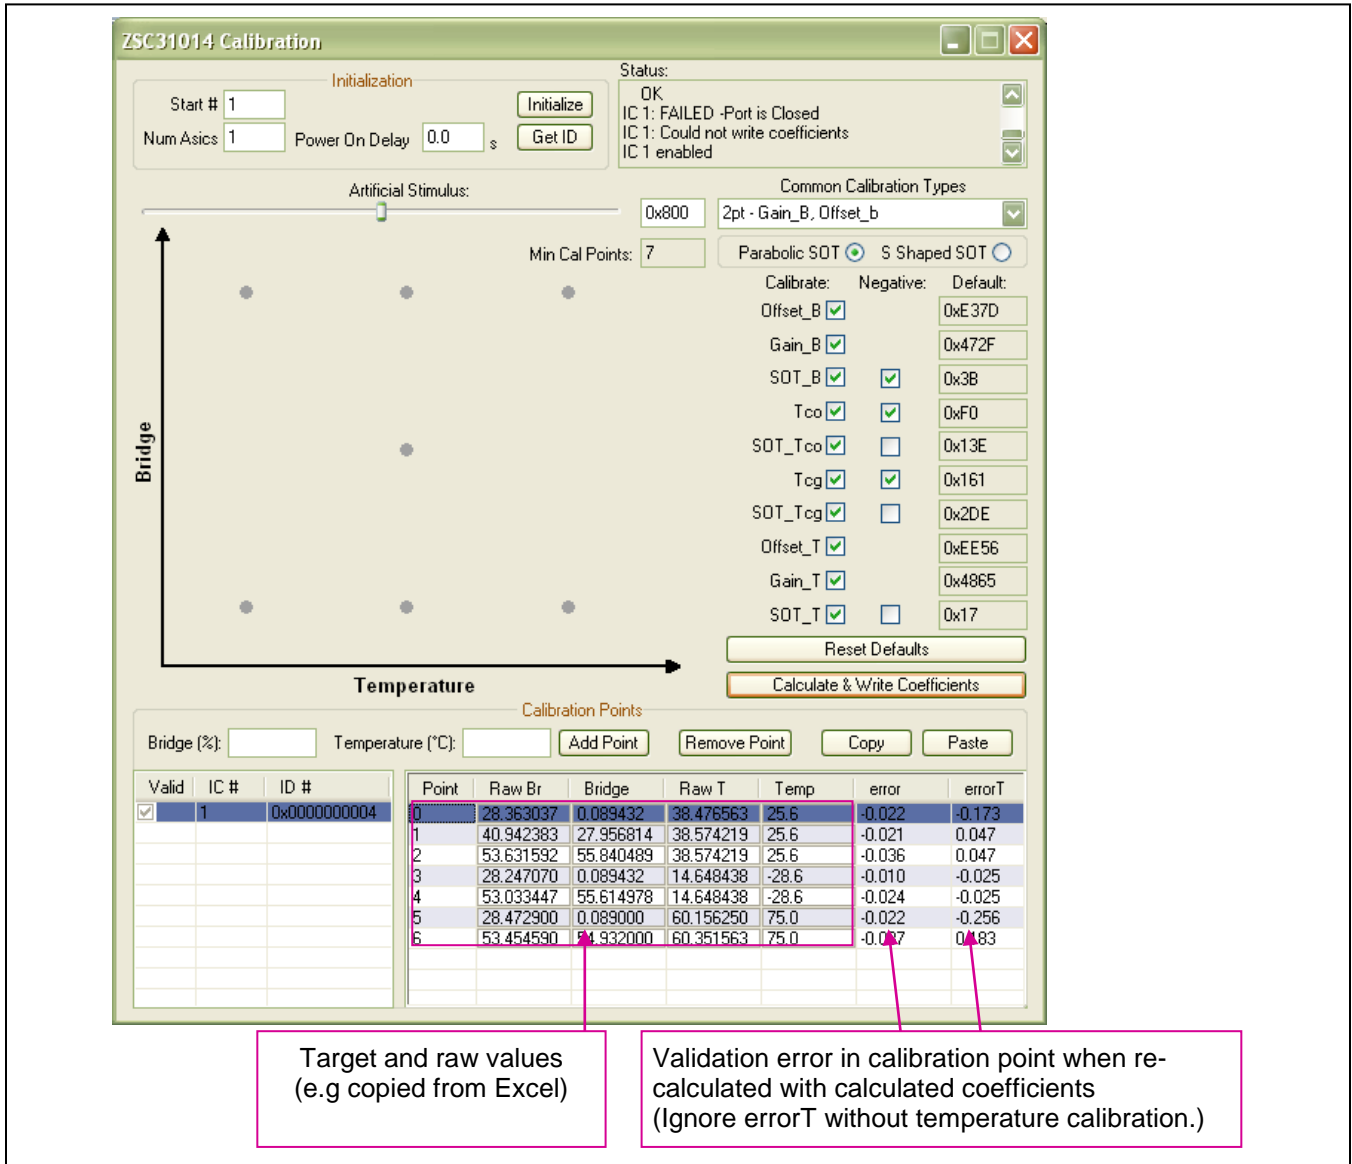 ZSC31014 Calibration
Initialization
Start # 1
Initialize
Num Asics 1 Power On Delay 0.0 s Get ID
Status:
OK
IC 1: FAILED -Port is Closed
IC 1: Could not write coefficients
IC 1 enabled
Artificial Stimulus:
0x800
Common Calibration Types
2pt - Gain_B, Offset_b
Min Cal Points: 7
Parabolic SOT S Shaped SOT
Calibrate: Negative: Default:
Offset_B 0xE37D
Gain_B 0x472F
SOT_B 0x3B
Tco 0xF0
SOT_Tco 0x13E
Tcg 0x161
SOT_Tcg 0x2DE
Offset_T 0xEE56
Gain_T 0x4865
SOT_T 0x17
Bridge
Temperature
Reset Defaults
Calculate & Write Coefficients
Calibration Points
Bridge (%): Temperature (°C): Add Point Remove Point Copy Paste
Valid IC # ID #
1 0x0000000004
Point Raw Br Bridge Raw T Temp error errorT
0 28.363037 0.089432 38.476563 25.6 -0.022 -0.173
1 40.942383 27.956814 38.574219 25.6 -0.021 0.047
2 53.631592 55.840489 38.574219 25.6 -0.036 0.047
3 28.247070 0.089432 14.648438 -28.6 -0.010 -0.025
4 53.033447 55.614978 14.648438 -28.6 -0.024 -0.025
5 28.472900 0.089000 60.156250 75.0 -0.022 -0.256
6 53.454590 54.932000 60.351563 75.0 0.183
Target and raw values
(e.g copied from Excel)
Validation error in calibration point when re-
calculated with calculated coefficients
(Ignore errorT without temperature calibration.)